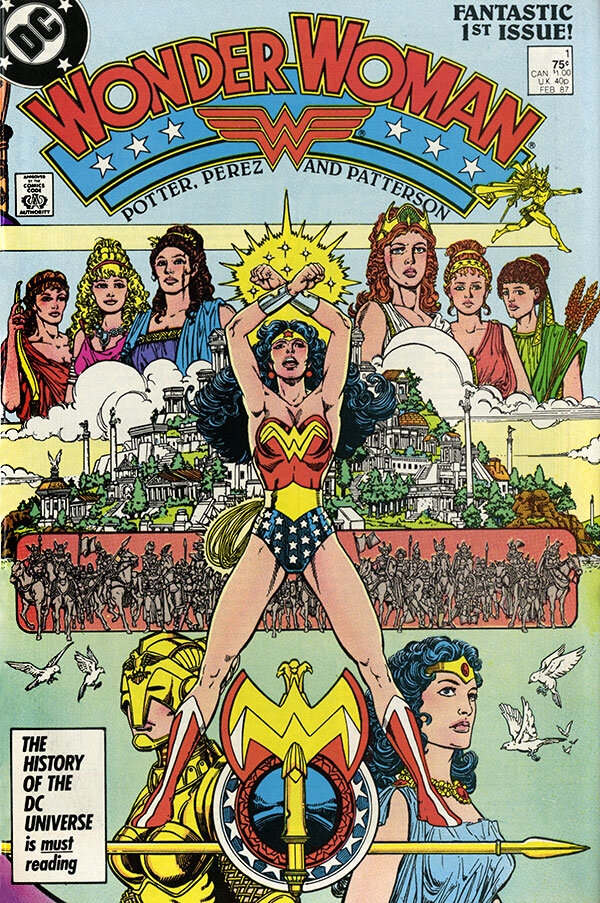 DC
FANTASTIC
1ST ISSUE!
1
75¢
CAN. $1.00
U.K. 40p
FEB. 87
WONDER WOMAN
APPROVED
BY THE
COMICS
CODE
CA
AUTHORITY
POTTER, PEREZ AND PATTERSON
THE
HISTORY
OF THE
DC
UNIVERSE
is must
reading